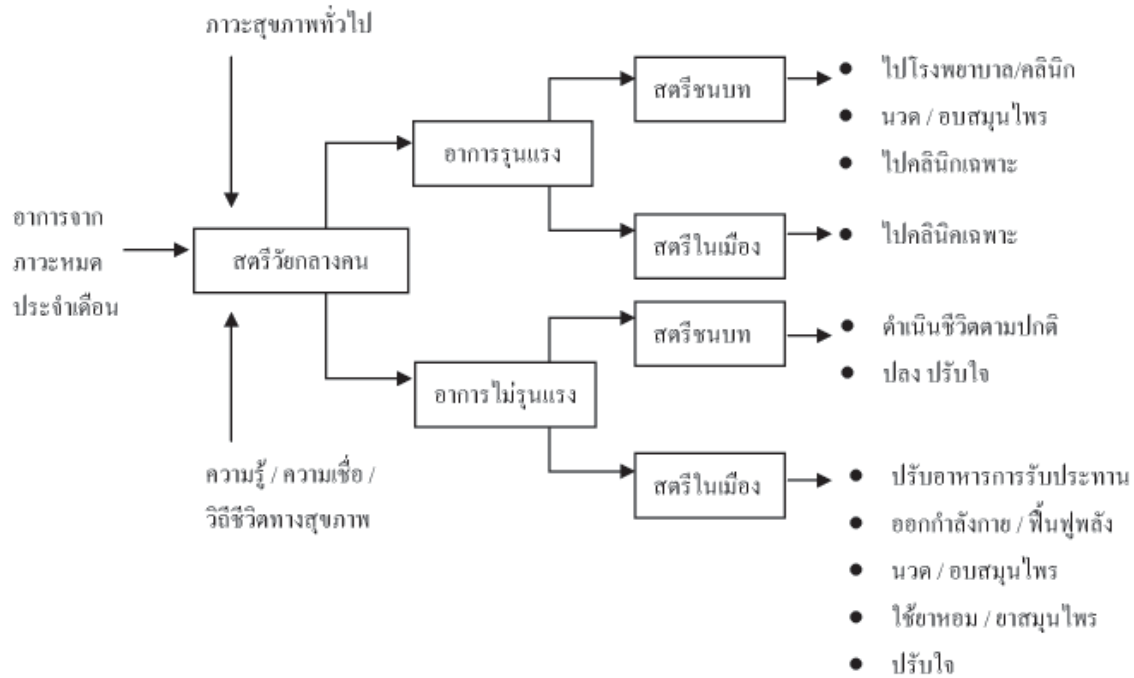 ภาวะสุขภาพทั่วไป
อาการจาก
ภาวะหมด
ประจำเดือน
สตรีวัยกลางคน
ความรู้ / ความเชื่อ /
วิถีชีวิตทางสุขภาพ
อาการรุนแรง
สตรีชนบท
ไปโรงพยาบาล/คลินิก
นวด / อบสมุนไพร
ไปคลินิกเฉพาะ
สตรีในเมือง
ไปคลินิคเฉพาะ
อาการไม่รุนแรง
สตรีชนบท
ดำเนินชีวิตตามปกติ
ปลง ปรับใจ
สตรีในเมือง
ปรับอาหารการรับประทาน
ออกกำลังกาย / ฟื้นฟูพลัง
นวด / อบสมุนไพร
ใช้ยาหอม / ยาสมุนไพร
ปรับใจ